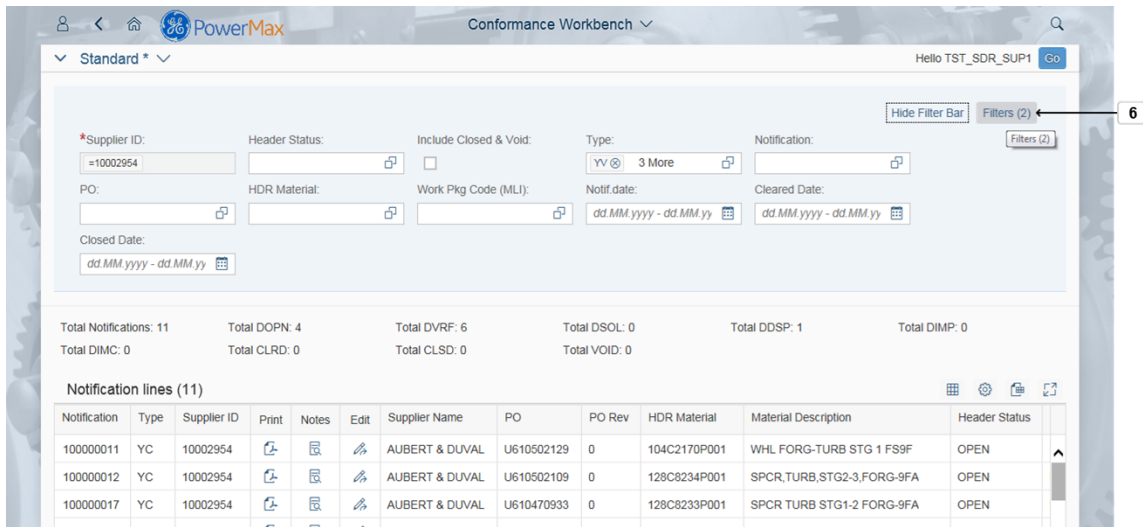 PowerMax
Conformance Workbench
Standard *
Hello TST_SDR_SUP1 Go
Hide Filter Bar Filters (2) 6
Filters (2)
*Supplier ID: Header Status: Include Closed & Void: Type: Notification:
=10002954 YV 3 More
PO: HDR Material: Work Pkg Code (MLI): Notif.date: Cleared Date:
dd.MM.yyyy - dd.MM.yy dd.MM.yyyy - dd.MM.yy
Closed Date:
dd.MM.yyyy - dd.MM.yy
Total Notifications: 11 Total DOPN: 4 Total DVRF: 6 Total DSOL: 0 Total DDSP: 1 Total DIMP: 0
Total DIMC: 0 Total CLRD: 0 Total CLSD: 0 Total VOID: 0
Notification lines (11)
Notification Type Supplier ID Print Notes Edit Supplier Name PO PO Rev HDR Material Material Description Header Status
100000011 YC 10002954 AUBERT & DUVAL U610502129 0 104C2170P001 WHL FORG-TURB STG 1 FS9F OPEN
100000012 YC 10002954 AUBERT & DUVAL U610502109 0 128C8234P001 SPCR,TURB,STG2-3,FORG-9FA OPEN
100000017 YC 10002954 AUBERT & DUVAL U610470933 0 128C8233P001 SPCR TURB STG1-2 FORG-9FA OPEN